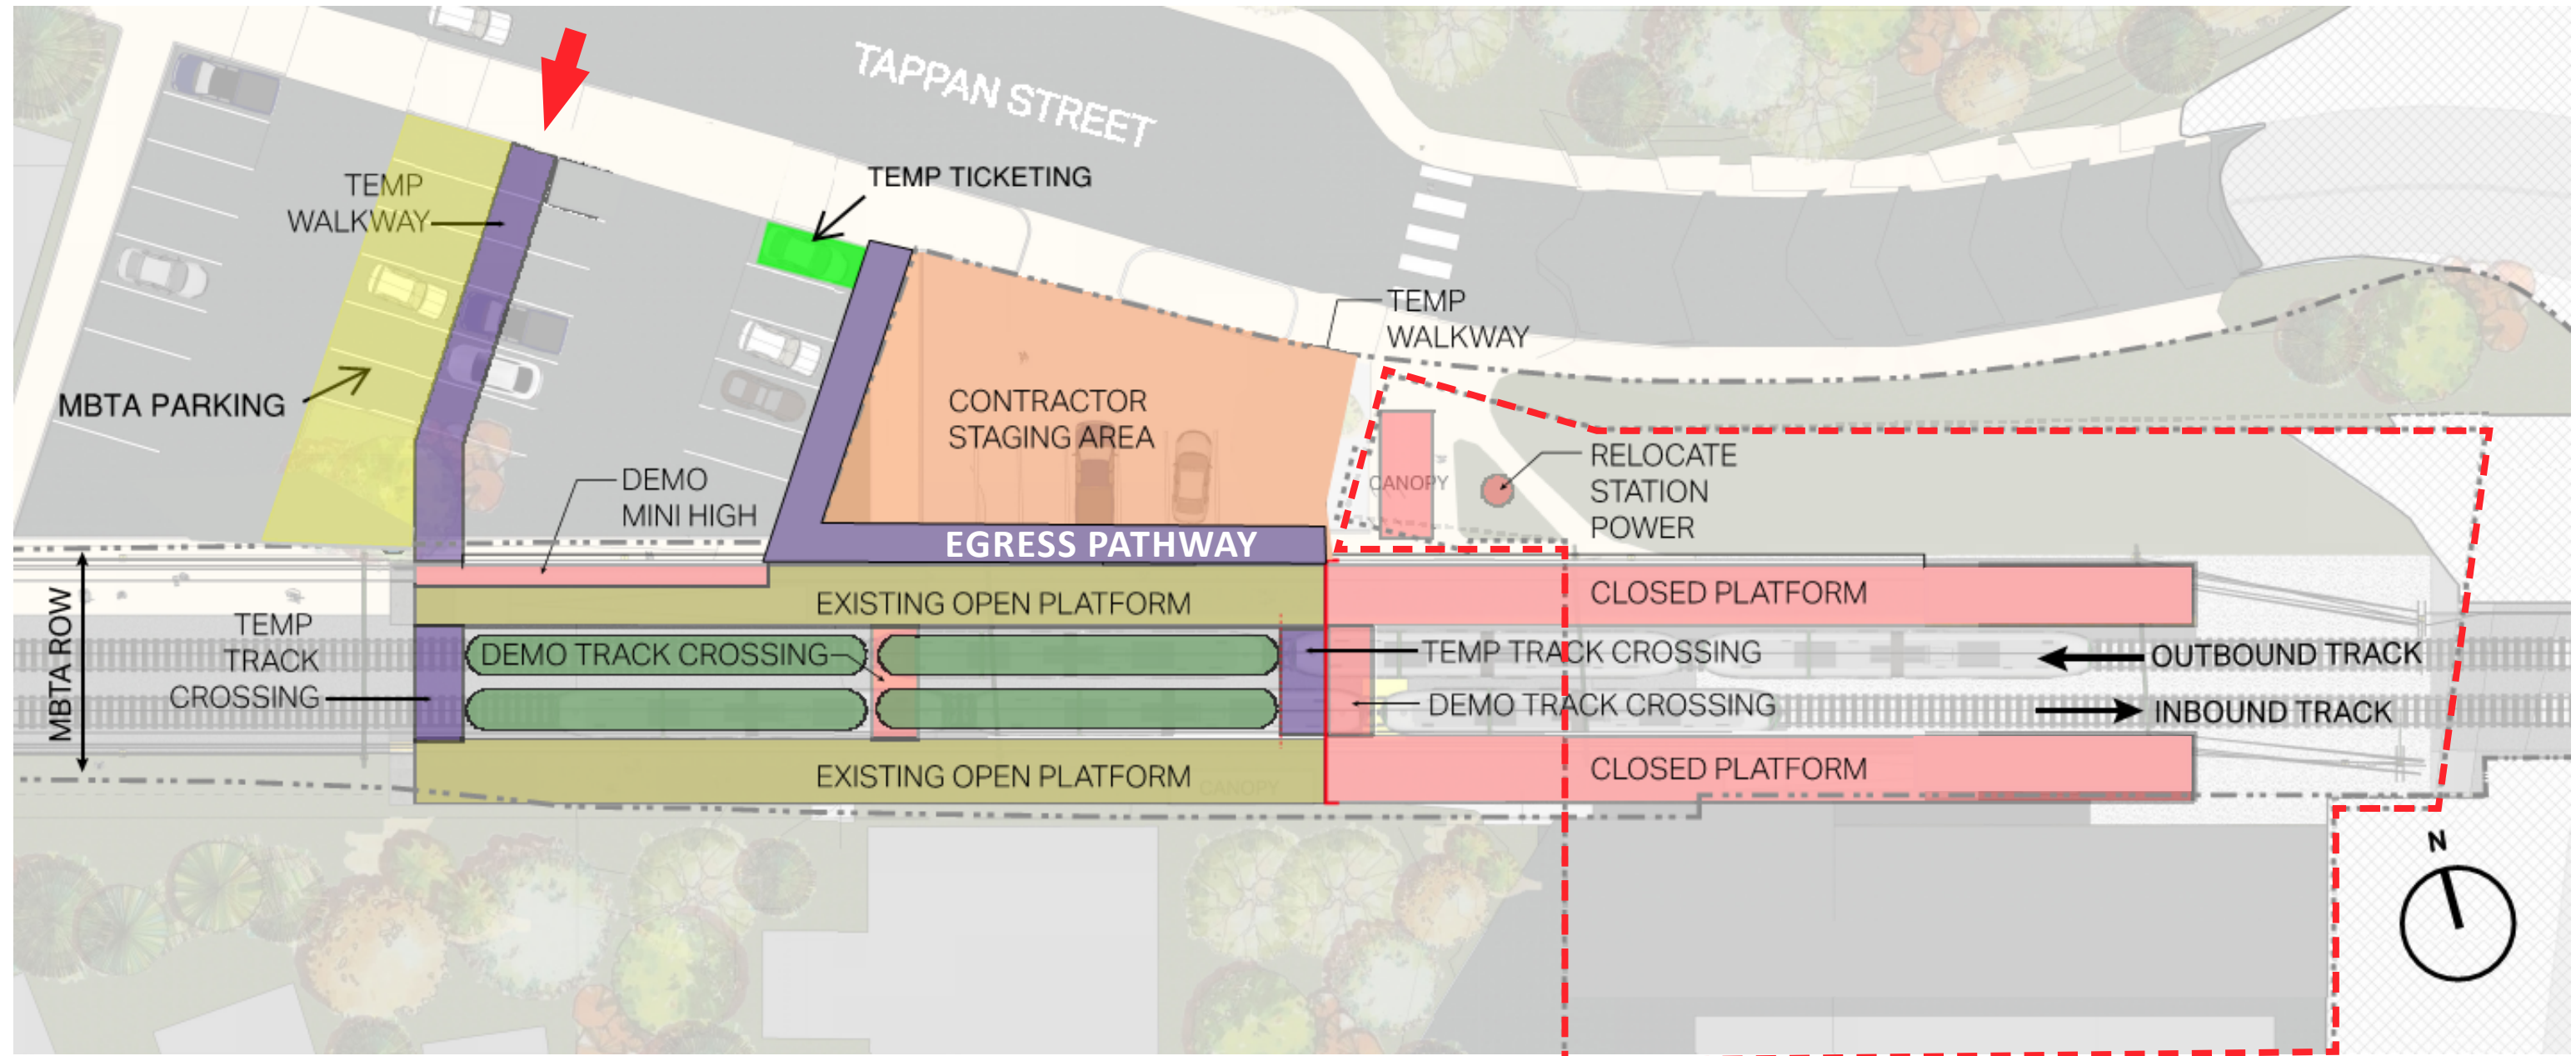 TAPPAN STREET
TEMP TICKETING
TEMP
WALKWAY
TEMP
WALKWAY
MBTA PARKING
CONTRACTOR
STAGING AREA
CANOPY
RELOCATE
STATION
POWER
DEMO
MINI HIGH
EGRESS PATHWAY
EXISTING OPEN PLATFORM
CLOSED PLATFORM
MBTA ROW
TEMP
TRACK
CROSSING
DEMO TRACK CROSSING
TEMP TRACK CROSSING
OUTBOUND TRACK
DEMO TRACK CROSSING
INBOUND TRACK
EXISTING OPEN PLATFORM
CANOPY
CLOSED PLATFORM
N